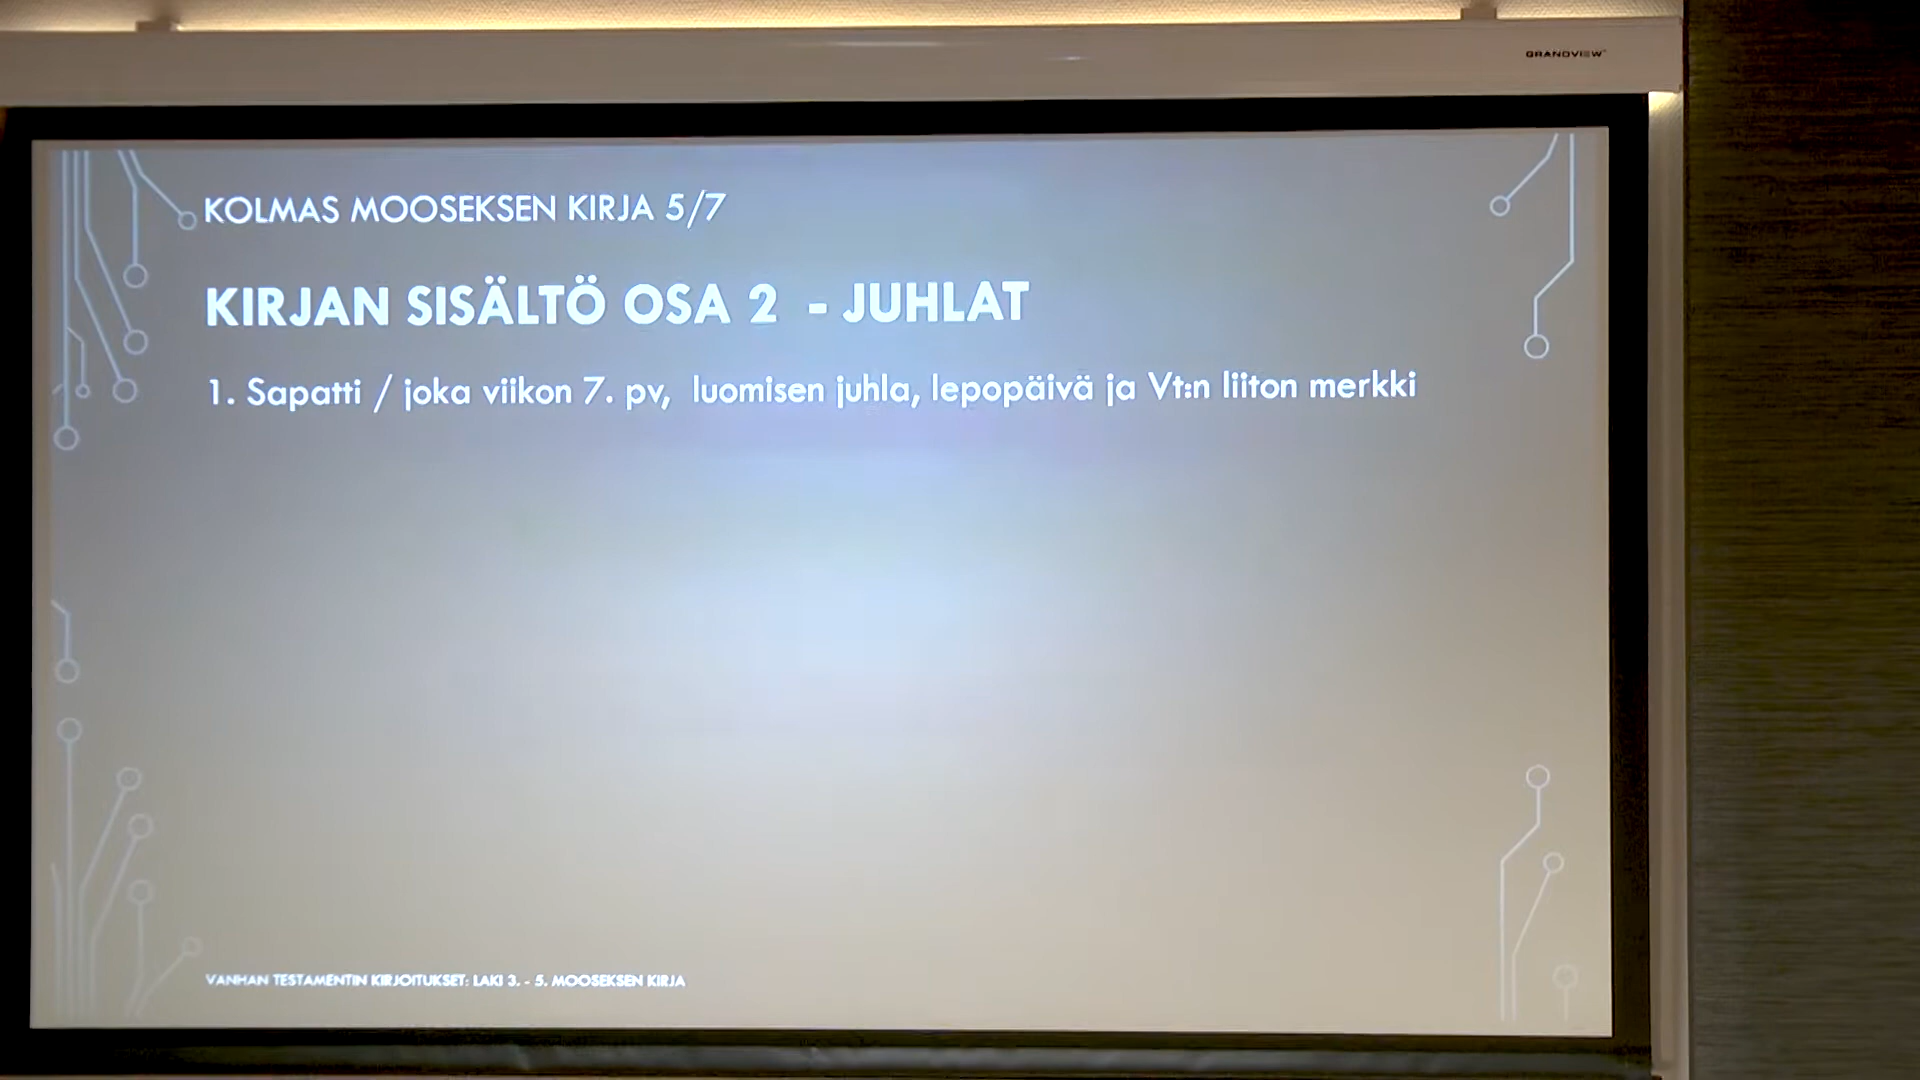 GRANDVIEW
KOLMAS MOOSEKSEN KIRJA 5/7
KIRJAN SISÄLTÖ OSA 2 - JUHLAT
1. Sapatti / joka viikon 7. pv, luomisen juhla, lepopäivä ja Vt:n liiton merkki
VANHAN TESTAMENTIN KIRJOITUKSET: LAKI 3. - 5. MOOSEKSEN KIRJA